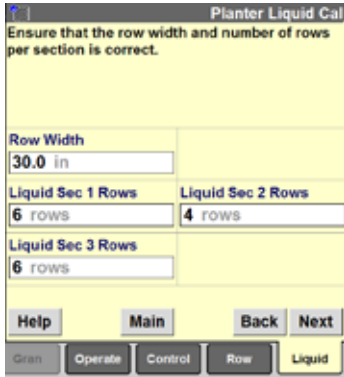 Planter Liquid Cal
Ensure that the row width and number of rows
per section is correct.
Row Width
30.0 in
Liquid Sec 1 Rows
Liquid Sec 2 Rows
6 rows
4 rows
Liquid Sec 3 Rows
6 rows
Help
Main
Back
Next
Gran
Operate
Control
Row
Liquid